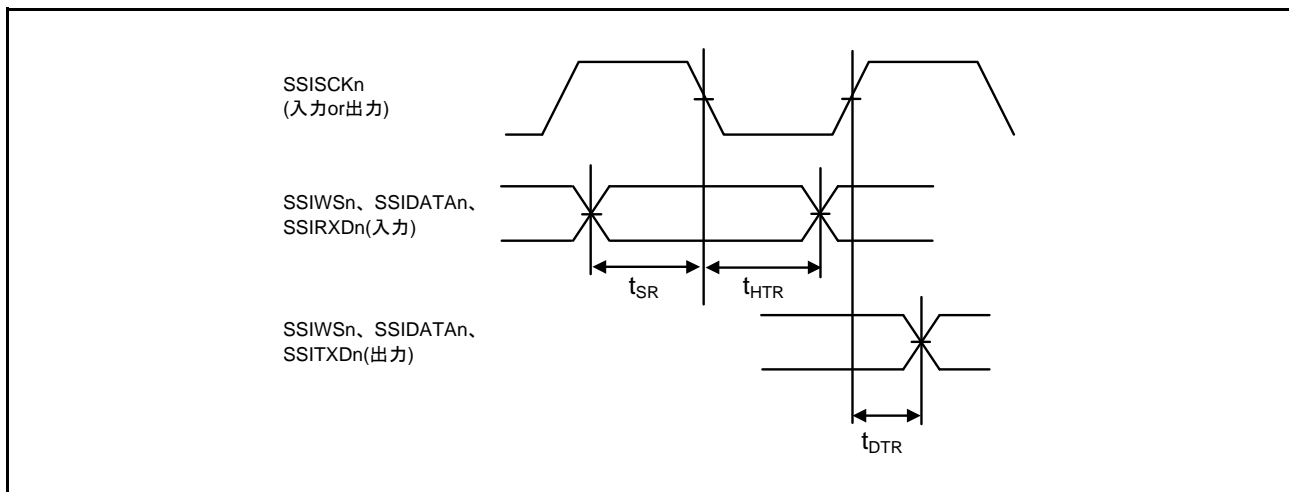 SSISCKn
(入力or出力)
SSIWSn、SSIDATAn、
SSIRXDn(入力)
tSR
tHTR
SSIWSn、SSIDATAn、
SSITXDn(出力)
tDTR